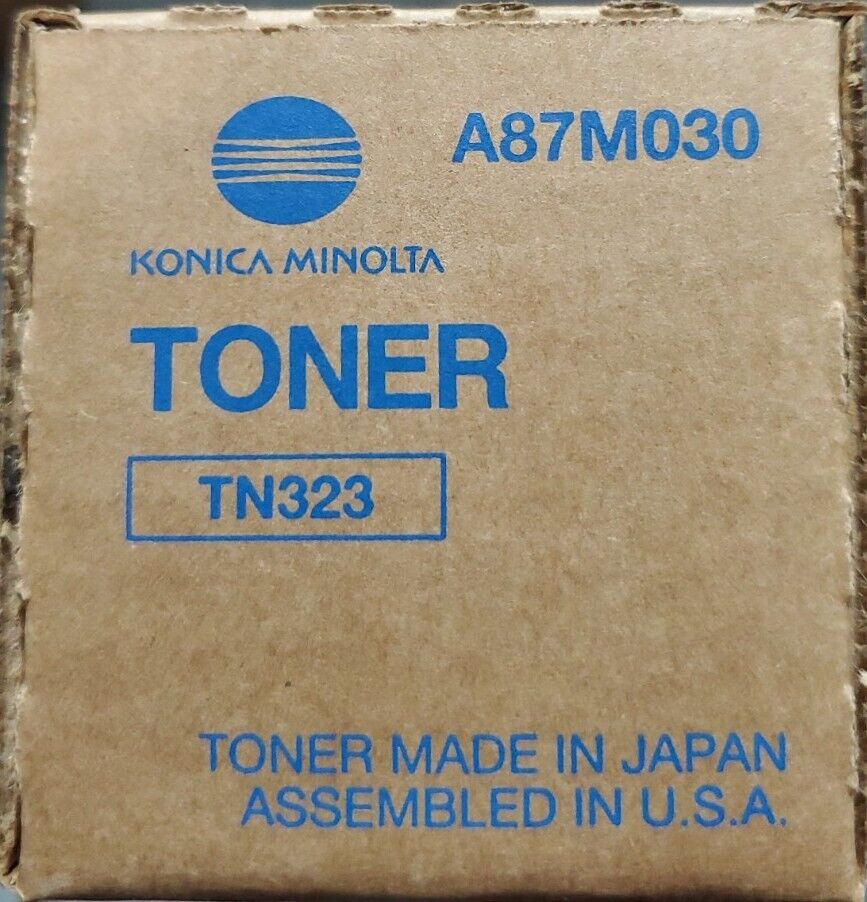 A87M030
KONICA MINOLTA
TONER
TN323
TONER MADE IN JAPAN
ASSEMBLED IN U.S.A.